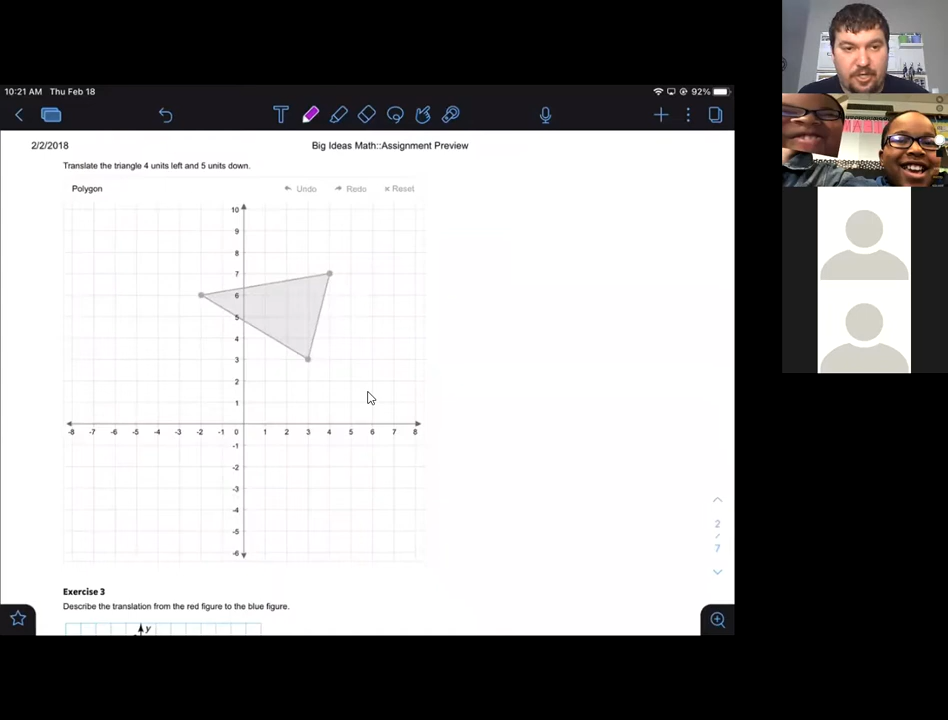 10:21 AM Thu Feb 18
92%
2/2/2018
Big Ideas Math::Assignment Preview
Translate the triangle 4 units left and 5 units down.
Polygon
Undo
Redo
Reset
10
9
8
7
6
5
4
3
2
1
-8 -7 -6 -5 -4 -3 -2 -1 0 1 2 3 4 5 6 7 8
-1
-2
-3
-4
-5
-6
2
/
7
Exercise 3
Describe the translation from the red figure to the blue figure.
y